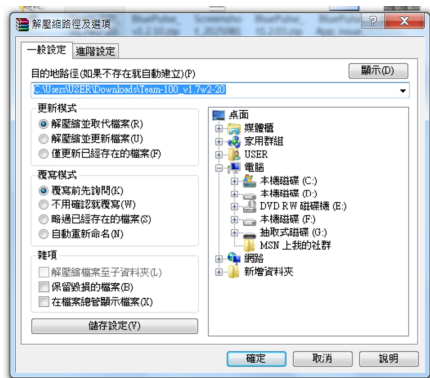 解壓縮路徑及選項
一般設定 進階設定
目的地路徑(如果不存在就自動建立)(P)
顯示(D)
C:\Users\USER\Downloads\Team-100_v1.7w2-20
更新模式
解壓縮並取代檔案(R)
解壓縮並更新檔案(U)
僅更新已經存在的檔案(F)
覆寫模式
覆寫前先詢問(K)
不用確認就覆寫(W)
略過已經存在的檔案(S)
自動重新命名(N)
雜項
解壓縮檔案至子資料夾(L)
保留毀損的檔案(B)
在檔案總管顯示檔案(X)
儲存設定(V)
桌面
媒體櫃
家用群組
USER
電腦
本機磁碟 (C:)
本機磁碟 (D:)
DVD RW 磁碟機 (E:)
本機磁碟 (F:)
抽取式磁碟 (G:)
MSN 上我的社群
網路
新增資料夾
確定 取消 說明